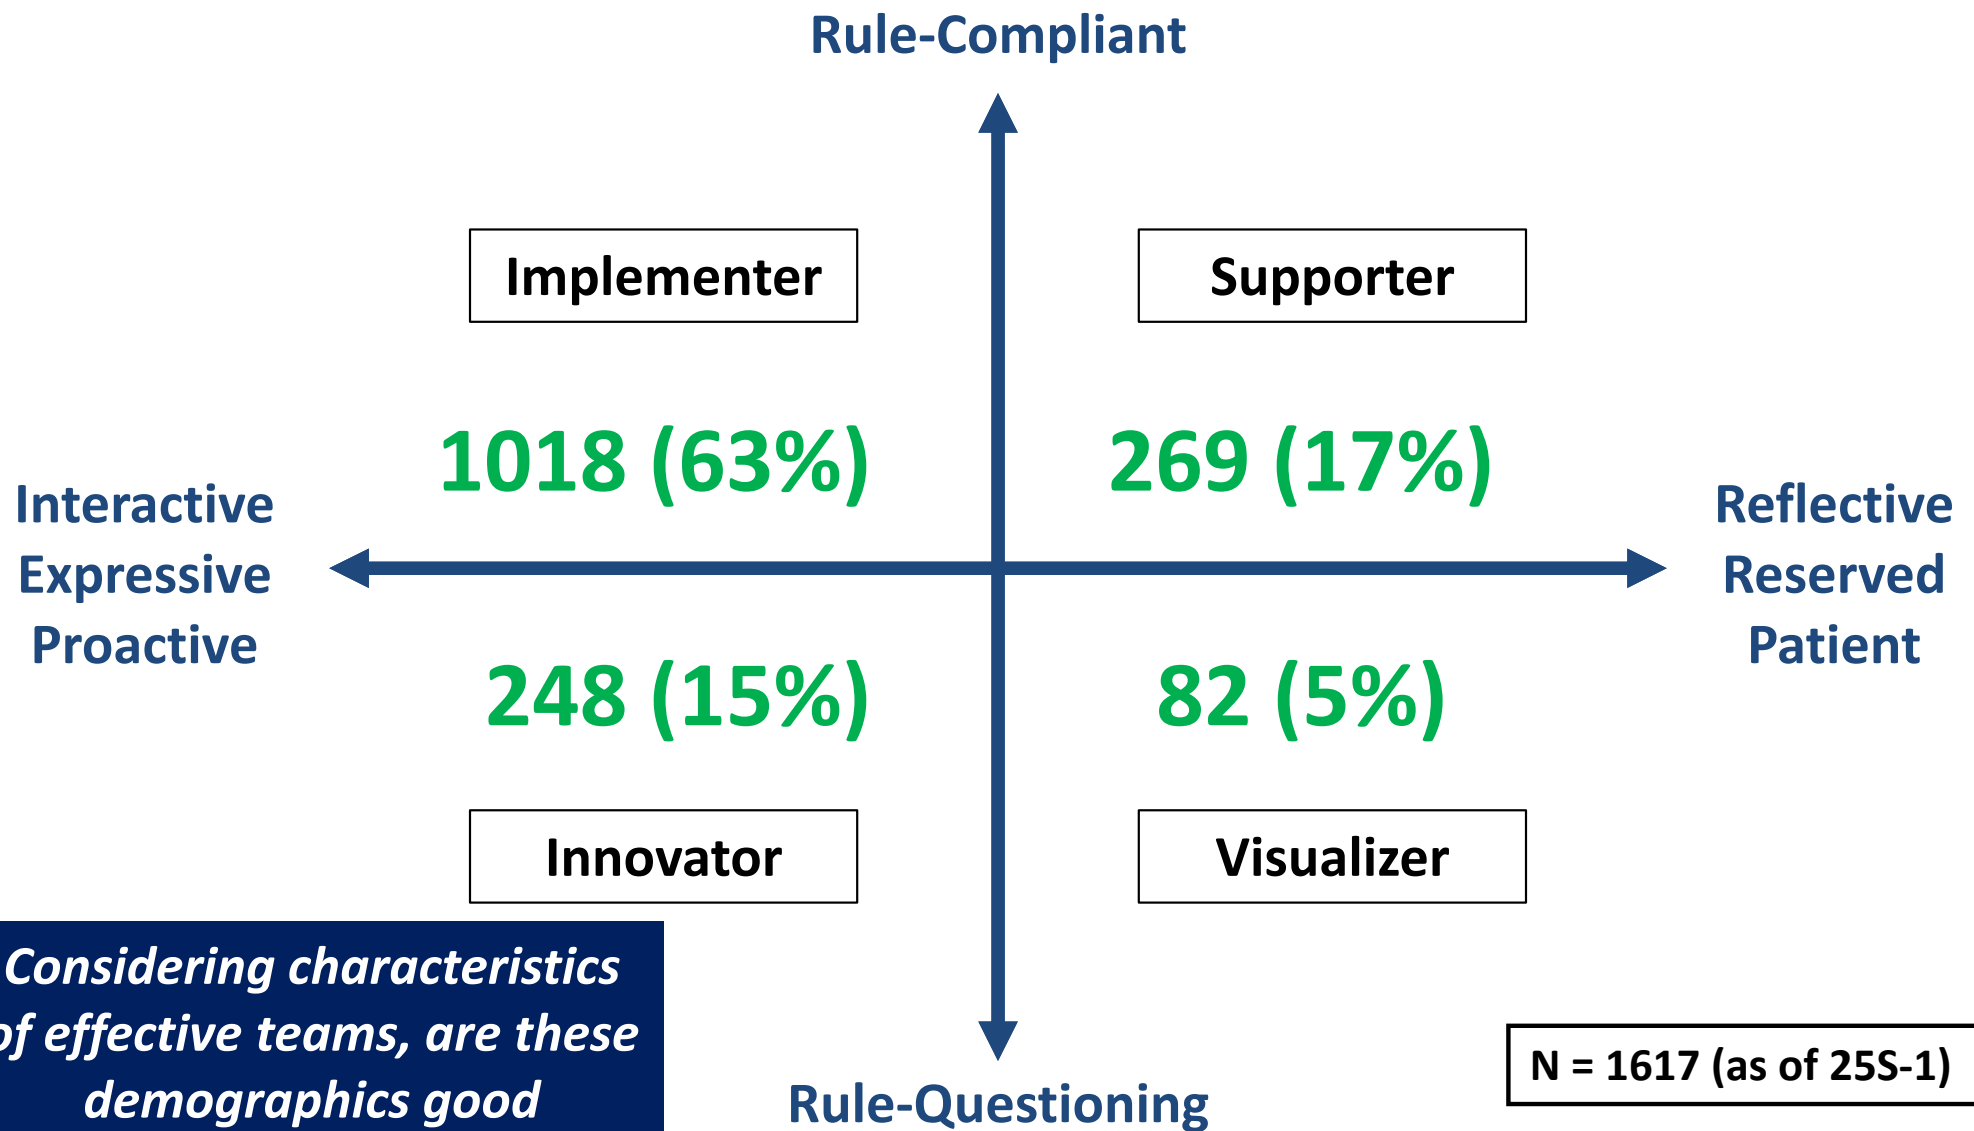 Rule-Compliant
Implementer
Supporter
1018 (63%)
269 (17%)
Interactive
Expressive
Proactive
Reflective
Reserved
Patient
248 (15%)
82 (5%)
Innovator
Visualizer
Considering characteristics
of effective teams, are these
demographics good
N = 1617 (as of 25S-1)
Rule-Questioning